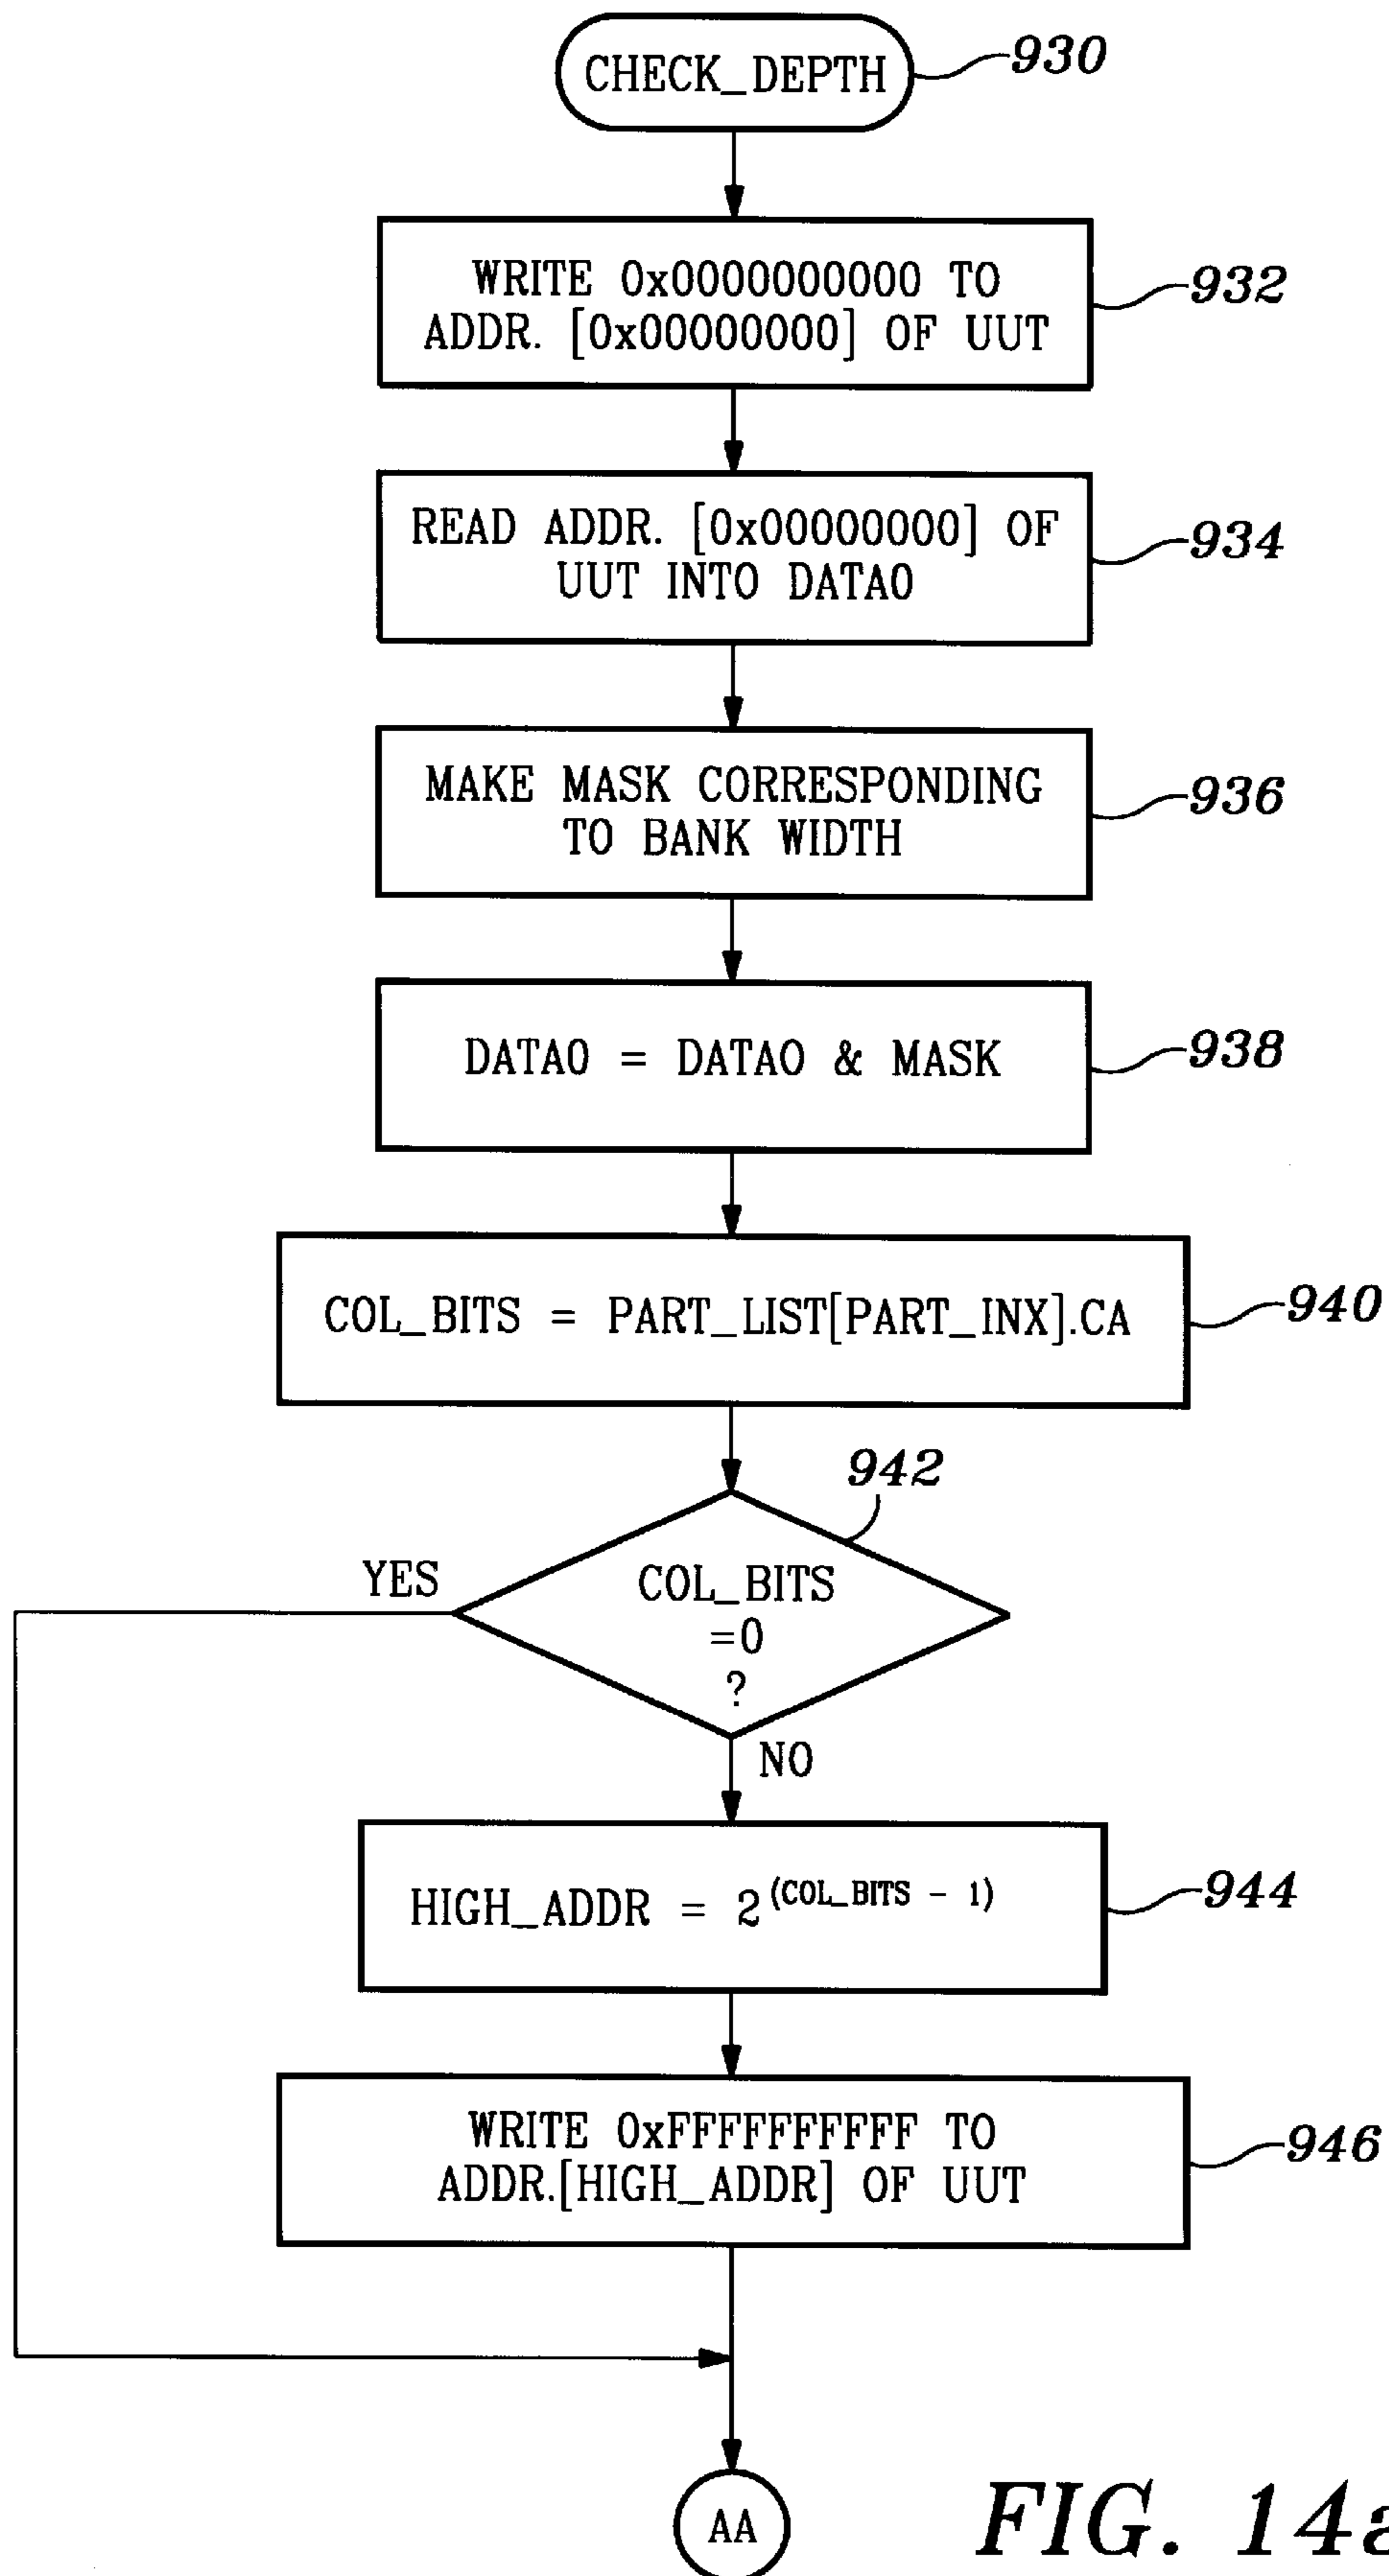 CHECK_DEPTH
930
WRITE 0x0000000000 TO
ADDR. [0x00000000] OF UUT
932
READ ADDR. [0x00000000] OF
UUT INTO DATA0
934
MAKE MASK CORRESPONDING
TO BANK WIDTH
936
DATA0 = DATA0 & MASK
938
COL_BITS = PART_LIST[PART_INX].CA
940
942
YES
COL_BITS
=0
?
NO
HIGH_ADDR = 2^(COL_BITS - 1)
944
WRITE 0xFFFFFFFFFF TO
ADDR.[HIGH_ADDR] OF UUT
946
AA
FIG. 14a